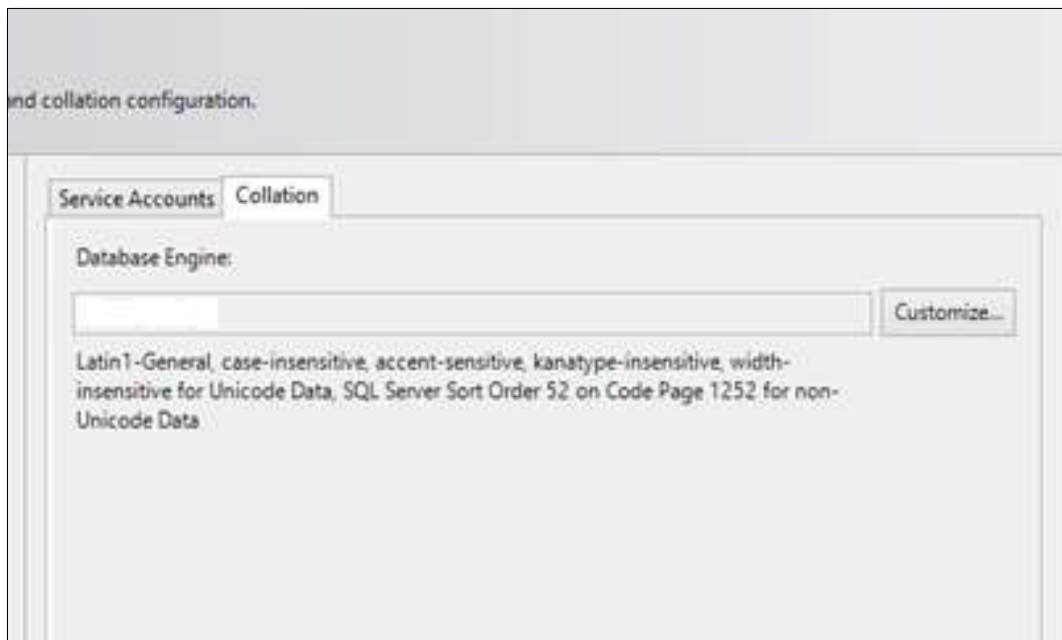 and collation configuration.
Service Accounts Collation
Database Engine:
Customize...
Latin1-General, case-insensitive, accent-sensitive, kanatype-insensitive, width-
insensitive for Unicode Data, SQL Server Sort Order 52 on Code Page 1252 for non-
Unicode Data